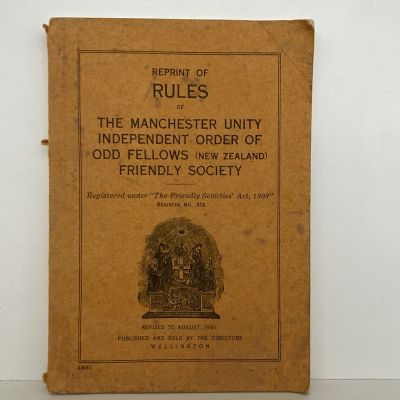 REPRINT OF
RULES
OF
THE MANCHESTER UNITY
INDEPENDENT ORDER OF
ODD FELLOWS (NEW ZEALAND)
FRIENDLY SOCIETY
Registered under "The Friendly Societies' Act, 1909"
REGISTER NO. 312.
REVISED TO AUGUST, 1941
PUBLISHED AND SOLD BY THE DIRECTORS
WELLINGTON